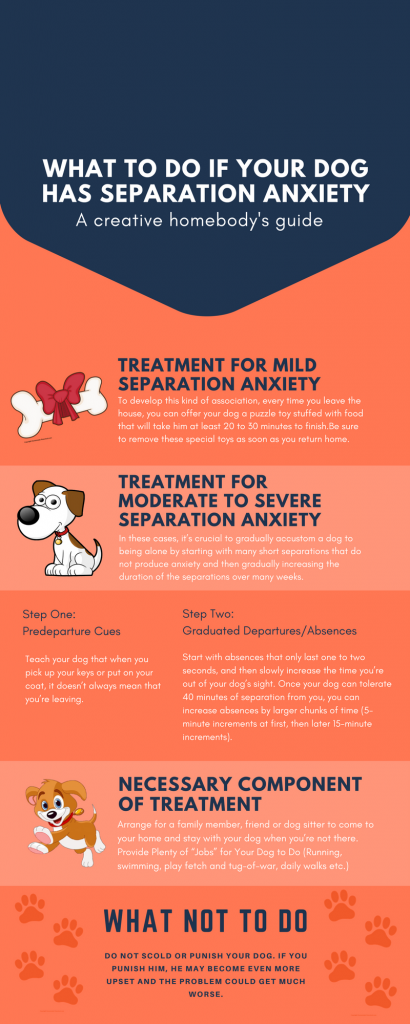 WHAT TO DO IF YOUR DOG
HAS SEPARATION ANXIETY
A creative homebody's guide
TREATMENT FOR MILD
SEPARATION ANXIETY
To develop this kind of association, every time you leave the
house, you can offer your dog a puzzle toy stuffed with food
that will take him at least 20 to 30 minutes to finish.Be sure
to remove these special toys as soon as you return home.
TREATMENT FOR
MODERATE TO SEVERE
SEPARATION ANXIETY
In these cases, it's crucial to gradually accustom a dog to
being alone by starting with many short separations that do
not produce anxiety and then gradually increasing the
duration of the separations over many weeks.
Step One:
Predeparture Cues
Teach your dog that when you
pick up your keys or put on your
coat, it doesn't always mean that
you're leaving.
Step Two:
Graduated Departures/Absences
Start with absences that only last one to two
seconds, and then slowly increase the time you're
out of your dog's sight. Once your dog can tolerate
40 minutes of separation from you, you can
increase absences by larger chunks of time (5-
minute increments at first, then later 15-minute
increments).
NECESSARY COMPONENT
OF TREATMENT
Arrange for a family member, friend or dog sitter to come to
your home and stay with your dog when you're not there.
Provide Plenty of “Jobs” for Your Dog to Do (Running,
swimming, play fetch and tug-of-war, daily walks etc.)
WHAT NOT TO DO
DO NOT SCOLD OR PUNISH YOUR DOG. IF YOU
PUNISH HIM, HE MAY BECOME EVEN MORE
UPSET AND THE PROBLEM COULD GET MUCH
WORSE.